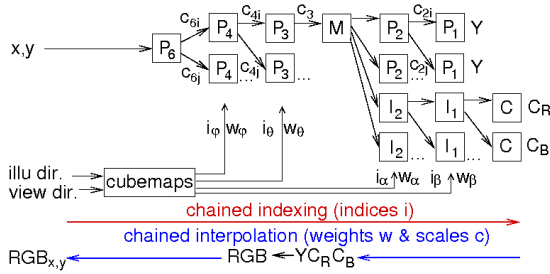 c6i c4i c3 c2i
x,y P6 P4 P3 M P2 P1 Y
c6j c4j c2j
P4... P3... P2... P1 Y
I2 I1 C CR
iφ wφ iθ wθ
I2... I1... C CB
illu dir.
view dir. cubemaps iα wα iβ wβ
chained indexing (indices i)
chained interpolation (weights w & scales c)
RGBx,y RGB YCRCB